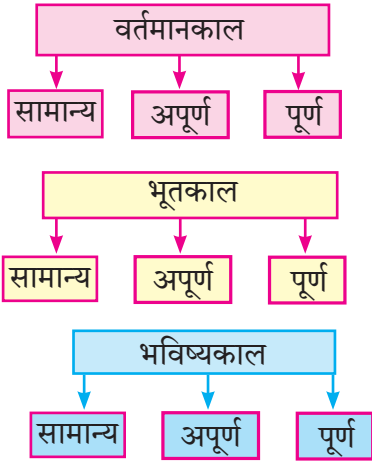 वर्तमानकाल
सामान्य अपूर्ण पूर्ण
भूतकाल
सामान्य अपूर्ण पूर्ण
भविष्यकाल
सामान्य अपूर्ण पूर्ण